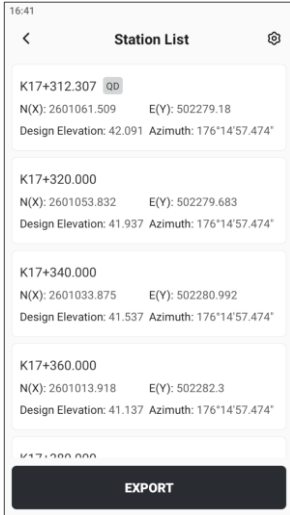 16:41
Station List
K17+312.307 QD
N(X): 2601061.509 E(Y): 502279.18
Design Elevation: 42.091 Azimuth: 176°14'57.474"
K17+320.000
N(X): 2601053.832 E(Y): 502279.683
Design Elevation: 41.937 Azimuth: 176°14'57.474"
K17+340.000
N(X): 2601033.875 E(Y): 502280.992
Design Elevation: 41.537 Azimuth: 176°14'57.474"
K17+360.000
N(X): 2601013.918 E(Y): 502282.3
Design Elevation: 41.137 Azimuth: 176°14'57.474"
K17+380.000
EXPORT